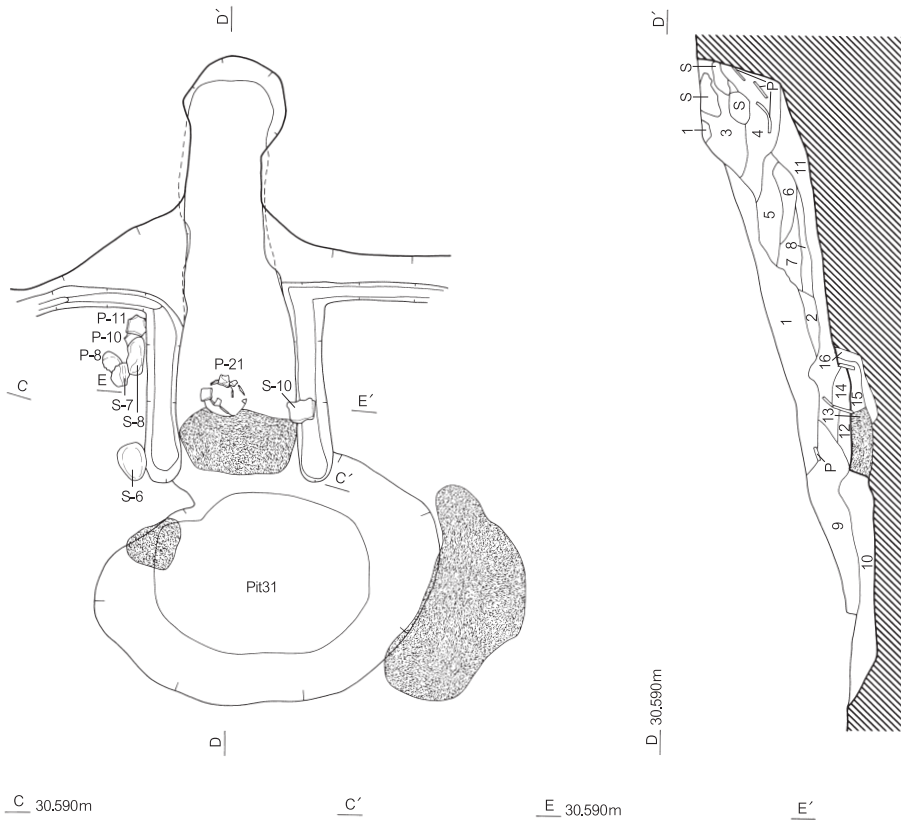 D′
P-11
P-10
P-8
C
E
S-7
S-8
S-6
P-21
S-10
E′
C′
Pit31
D
D′
S
S
S
P
1
3
4
11
6
5
8
7
1
2
16
14
15
13
12
P
9
10
D 30.590m
C 30.590m
C′
E 30.590m
E′